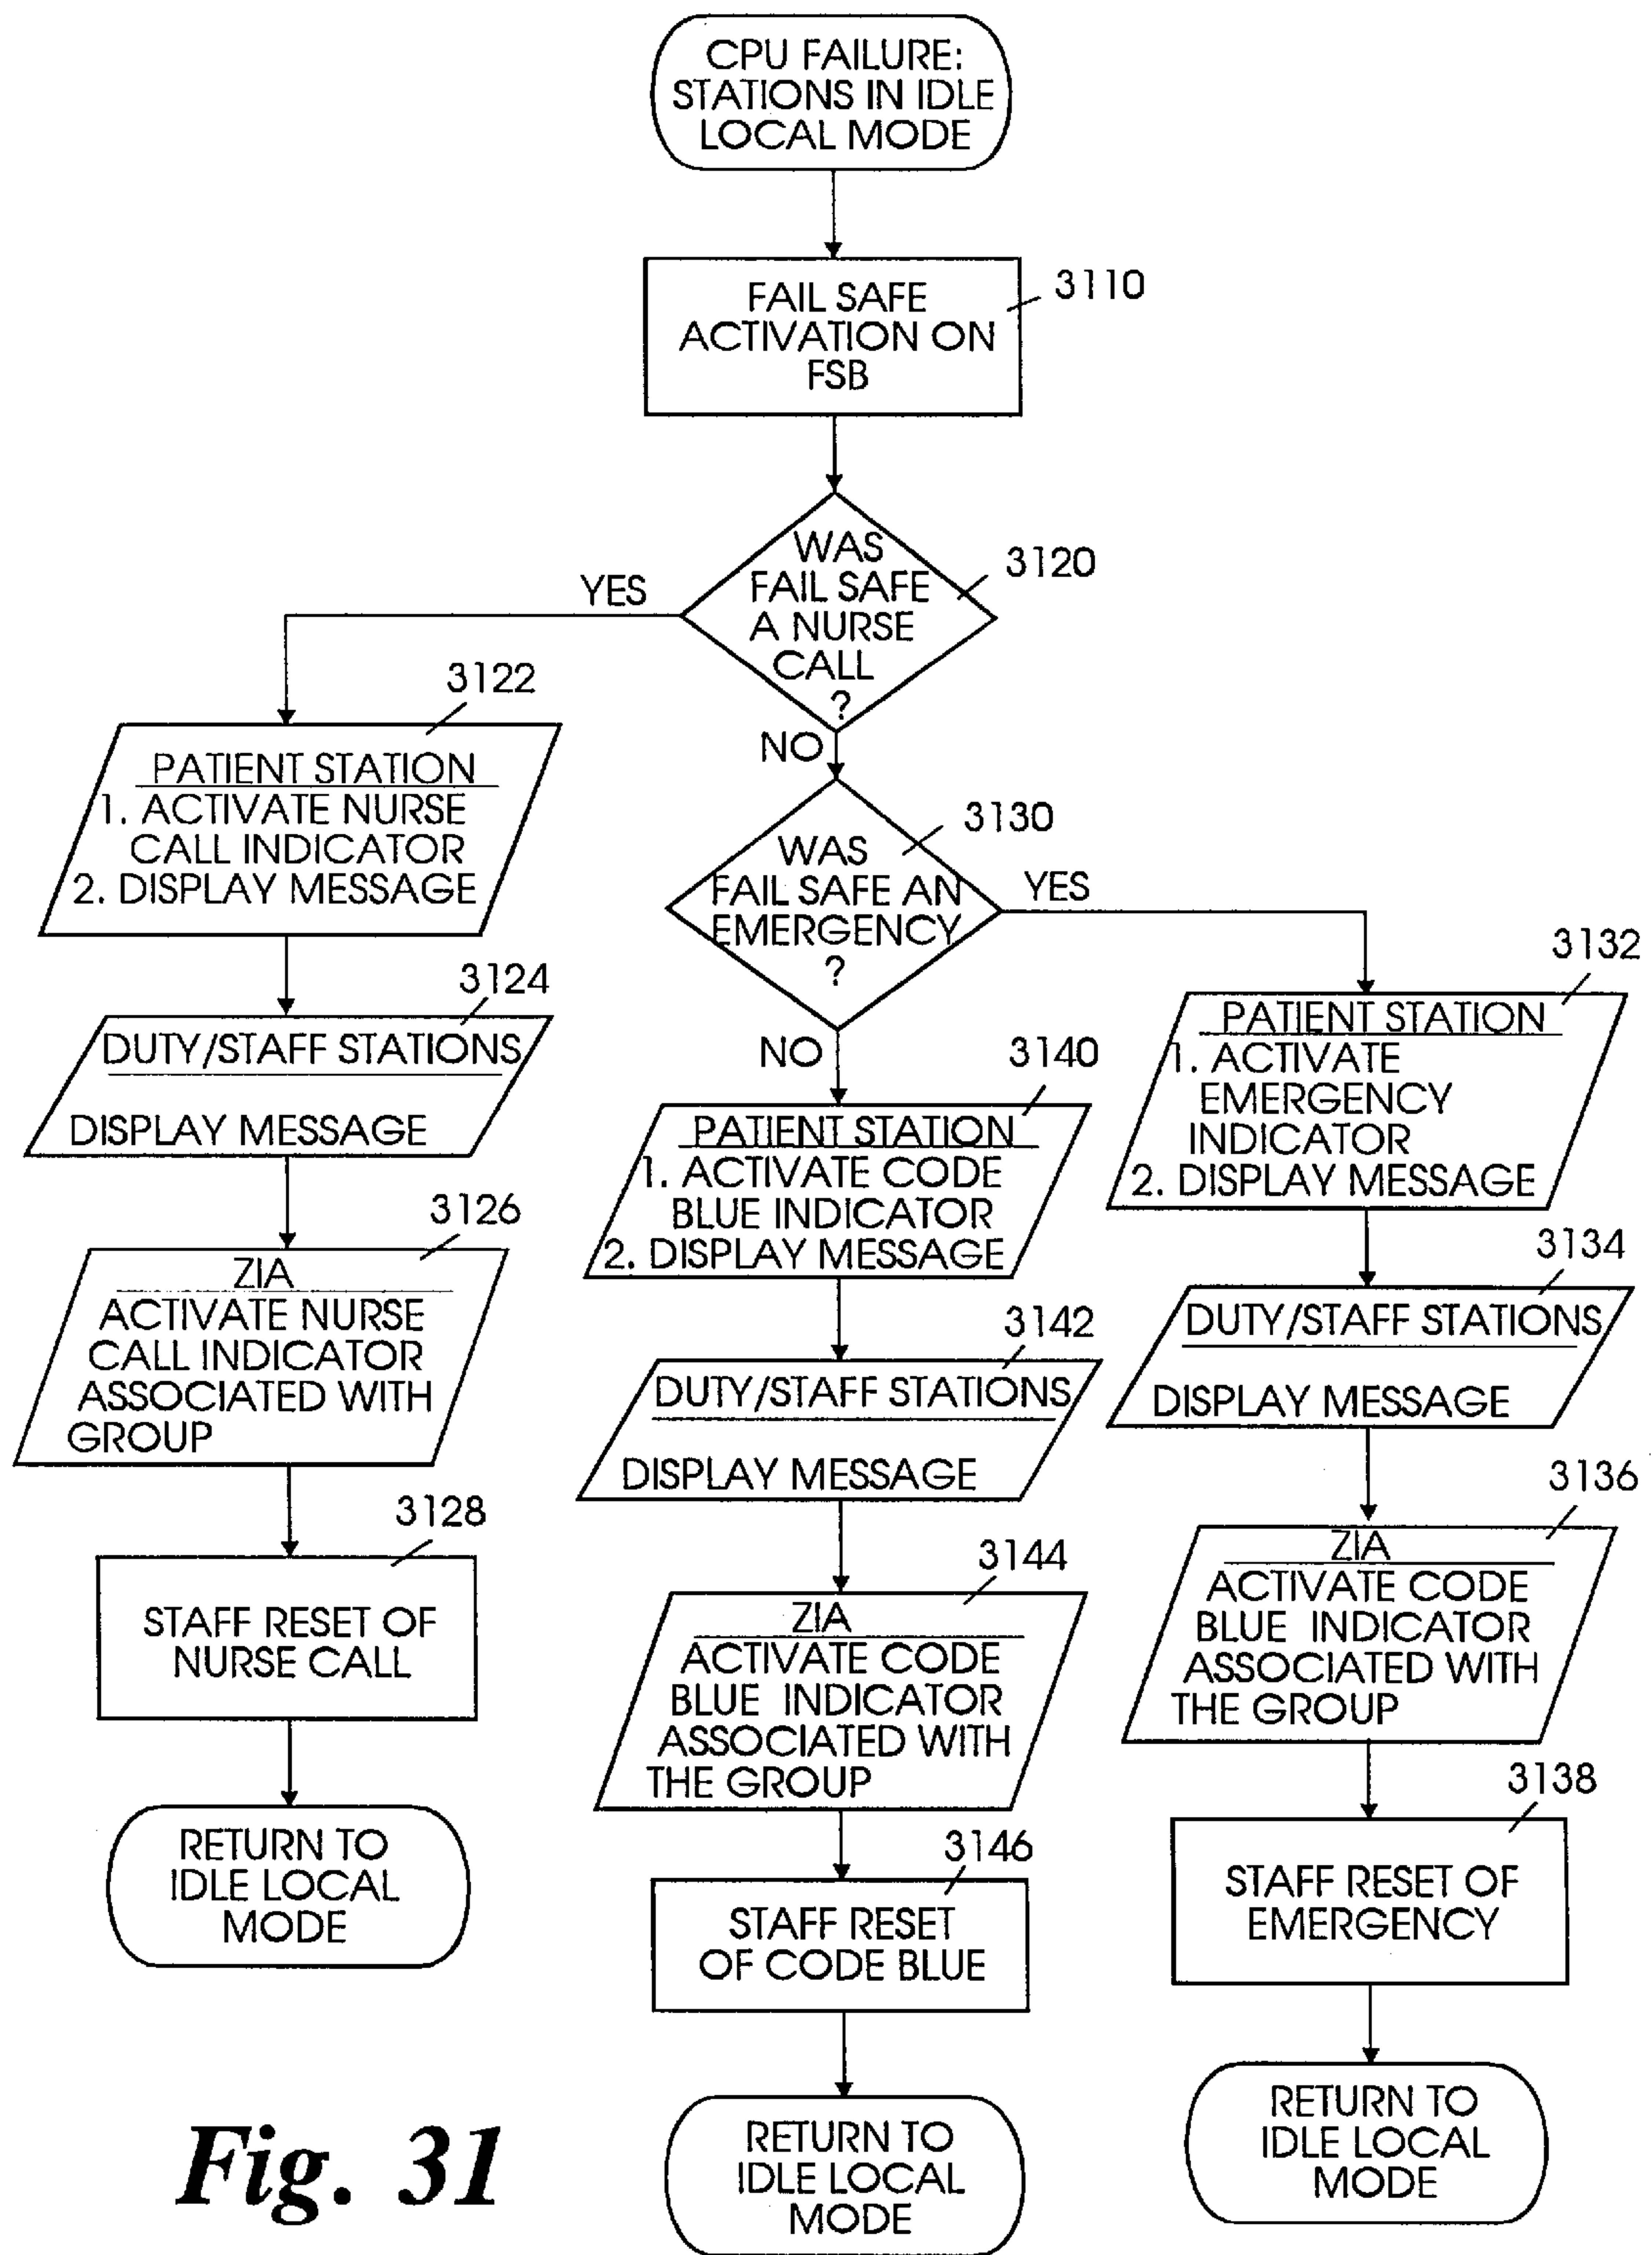 CPU FAILURE:
STATIONS IN IDLE
LOCAL MODE
3110
FAIL SAFE
ACTIVATION ON
FSB
3120
WAS
FAIL SAFE
A NURSE
CALL
?
YES
NO
3122
PATIENT STATION
1. ACTIVATE NURSE
CALL INDICATOR
2. DISPLAY MESSAGE
3124
DUTY/STAFF STATIONS
DISPLAY MESSAGE
3126
ZIA
ACTIVATE NURSE
CALL INDICATOR
ASSOCIATED WITH
GROUP
3128
STAFF RESET OF
NURSE CALL
RETURN TO
IDLE LOCAL
MODE
3130
WAS
FAIL SAFE AN
EMERGENCY
?
YES
NO
3140
PATIENT STATION
1. ACTIVATE CODE
BLUE INDICATOR
2. DISPLAY MESSAGE
3142
DUTY/STAFF STATIONS
DISPLAY MESSAGE
3144
ZIA
ACTIVATE CODE
BLUE INDICATOR
ASSOCIATED WITH
THE GROUP
3146
STAFF RESET
OF CODE BLUE
RETURN TO
IDLE LOCAL
MODE
3132
PATIENT STATION
1. ACTIVATE
EMERGENCY
INDICATOR
2. DISPLAY MESSAGE
3134
DUTY/STAFF STATIONS
DISPLAY MESSAGE
3136
ZIA
ACTIVATE CODE
BLUE INDICATOR
ASSOCIATED WITH
THE GROUP
3138
STAFF RESET OF
EMERGENCY
RETURN TO
IDLE LOCAL
MODE
Fig. 31